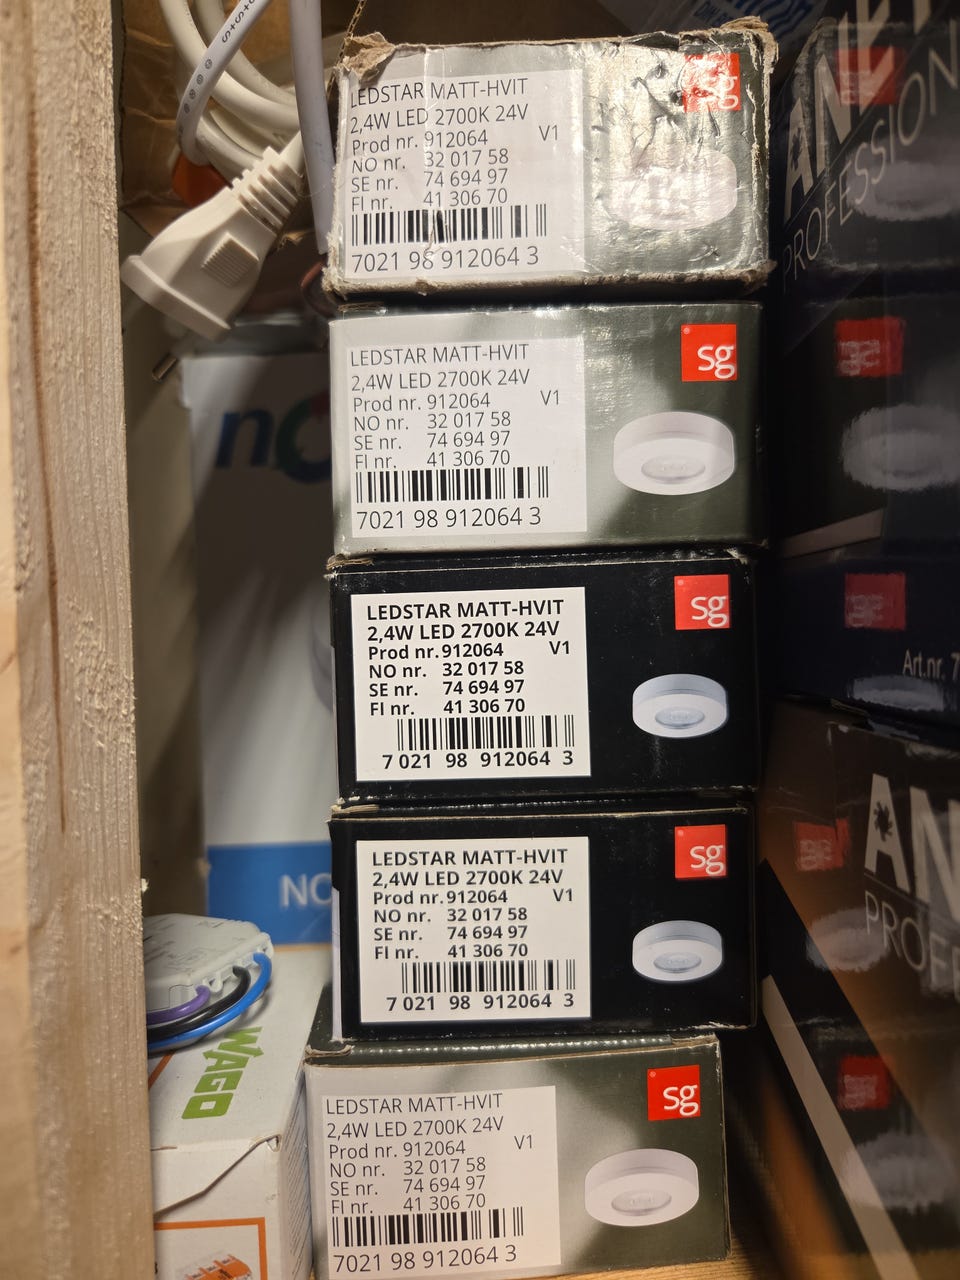 LEDSTAR MATT-HVIT
2,4W LED 2700K 24V
Prod nr. 912064 V1
NO nr. 32 017 58
SE nr. 74 694 97
FI nr. 41 306 70
7021 98 912064 3
sg
LEDSTAR MATT-HVIT
2,4W LED 2700K 24V
Prod nr. 912064 V1
NO nr. 32 017 58
SE nr. 74 694 97
FI nr. 41 306 70
7021 98 912064 3
sg
LEDSTAR MATT-HVIT
2,4W LED 2700K 24V
Prod nr. 912064 V1
NO nr. 32 017 58
SE nr. 74 694 97
FI nr. 41 306 70
7 021 98 912064 3
sg
LEDSTAR MATT-HVIT
2,4W LED 2700K 24V
Prod nr. 912064 V1
NO nr. 32 017 58
SE nr. 74 694 97
FI nr. 41 306 70
7 021 98 912064 3
sg
LEDSTAR MATT-HVIT
2,4W LED 2700K 24V
Prod nr. 912064 V1
NO nr. 32 017 58
SE nr. 74 694 97
FI nr. 41 306 70
7021 98 912064 3
sg
WAGO
NO
PROFESSION
Art.nr. 7
AN
PROFE